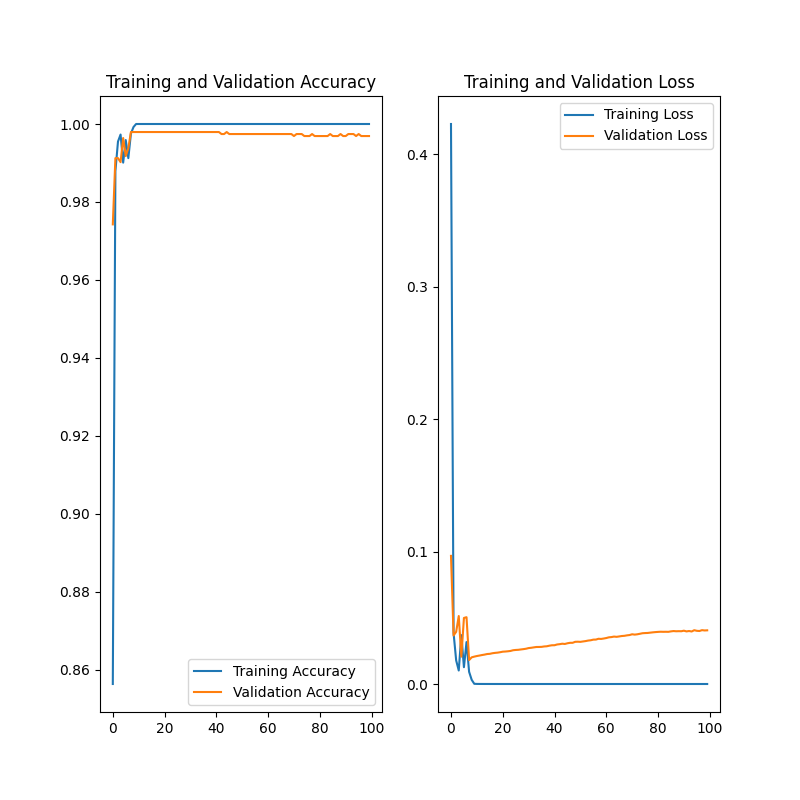 Training and Validation Accuracy
1.00
0.98
0.96
0.94
0.92
0.90
0.88
0.86
Training Accuracy
Validation Accuracy
0 20 40 60 80 100
Training and Validation Loss
Training Loss
Validation Loss
0.4
0.3
0.2
0.1
0.0
0 20 40 60 80 100